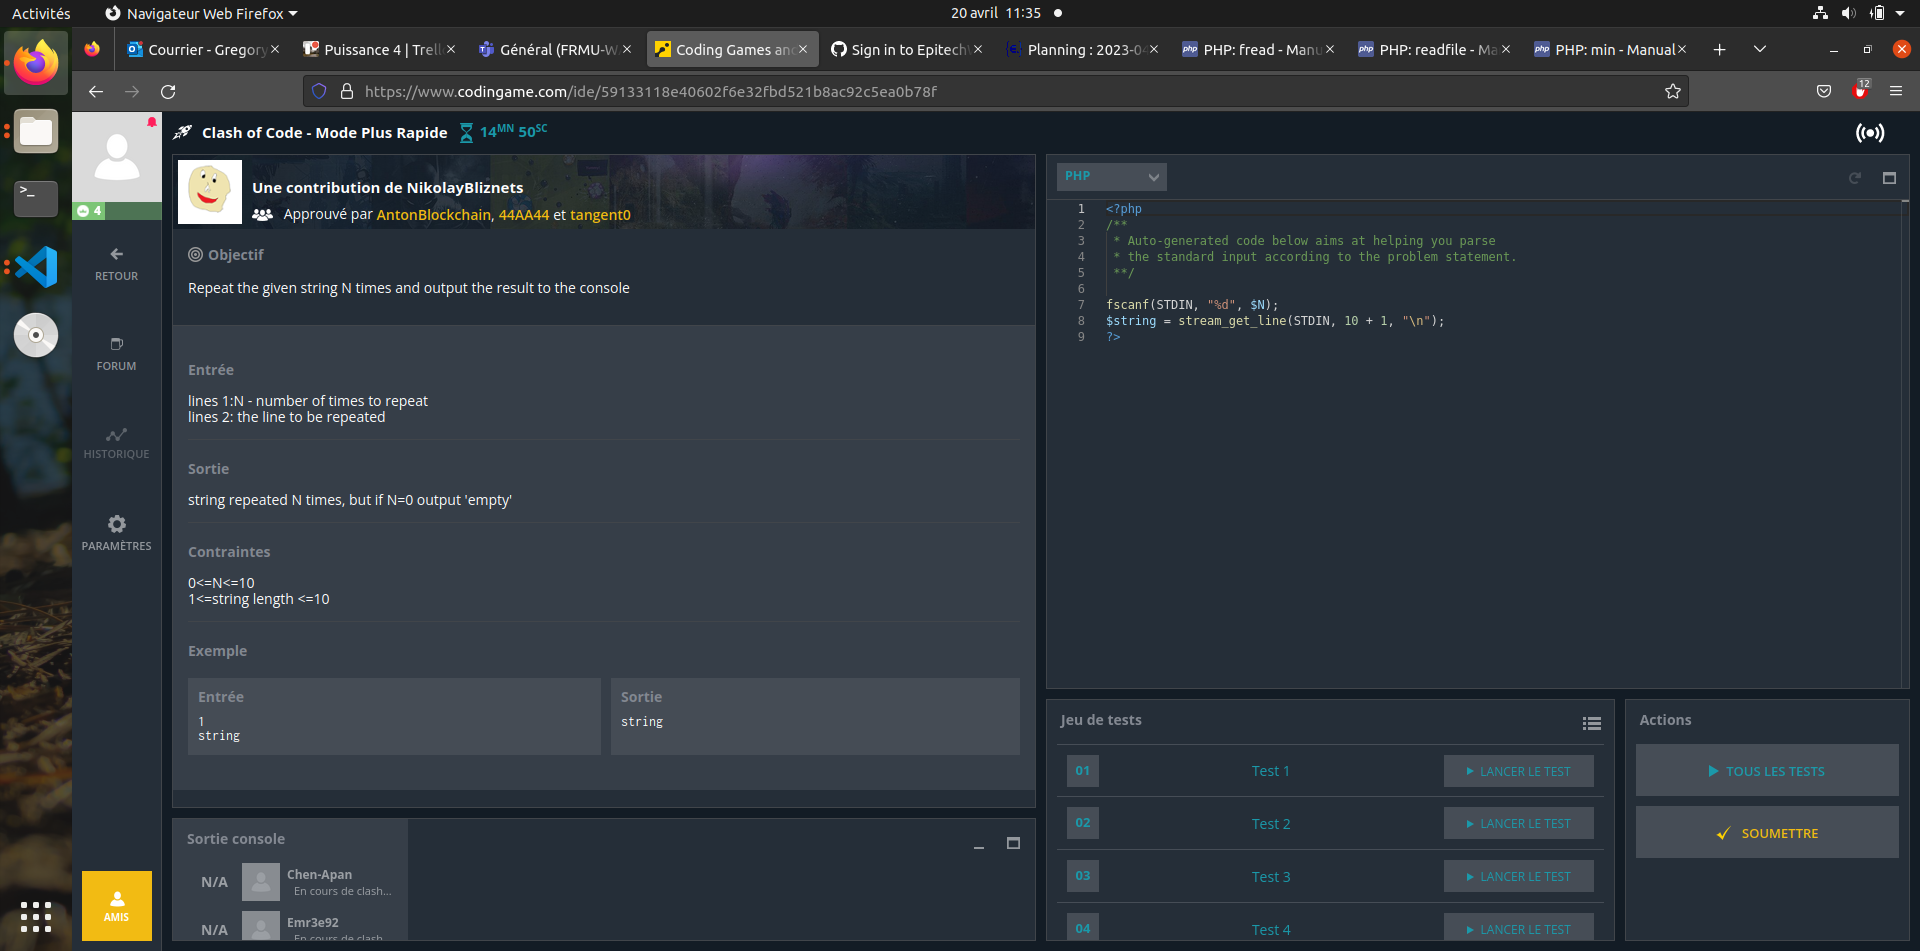 Activités
Navigateur Web Firefox
20 avril 11:35
Courrier - Gregory
Puissance 4 | Trell
Général (FRMU-W
Coding Games an
Sign in to Epitech
Planning : 2023-04
PHP: fread - Manu
PHP: readfile - Ma
PHP: min - Manual
https://www.codingame.com/ide/59133118e40602f6e32fbd521b8ac92c5ea0b78f
12
Clash of Code - Mode Plus Rapide
14MN 50SC
4
RETOUR
FORUM
HISTORIQUE
PARAMÈTRES
AMIS
Une contribution de NikolayBliznets
Approuvé par AntonBlockchain, 44AA44 et tangent0
Objectif
Repeat the given string N times and output the result to the console
Entrée
lines 1:N - number of times to repeat
lines 2: the line to be repeated
Sortie
string repeated N times, but if N=0 output 'empty'
Contraintes
0<=N<=10
1<=string length <=10
Exemple
Entrée
1
string
Sortie
string
Sortie console
N/A
Chen-Apan
En cours de clash...
N/A
Emr3e92
En cours de clash
PHP
1 <?php
2 /**
3 * Auto-generated code below aims at helping you parse
4 * the standard input according to the problem statement.
5 **/
6
7 fscanf(STDIN, "%d", $N);
8 $string = stream_get_line(STDIN, 10 + 1, "\n");
9 ?>
Jeu de tests
01 Test 1 LANCER LE TEST
02 Test 2 LANCER LE TEST
03 Test 3 LANCER LE TEST
04 Test 4 LANCER LE TEST
Actions
TOUS LES TESTS
SOUMETTRE